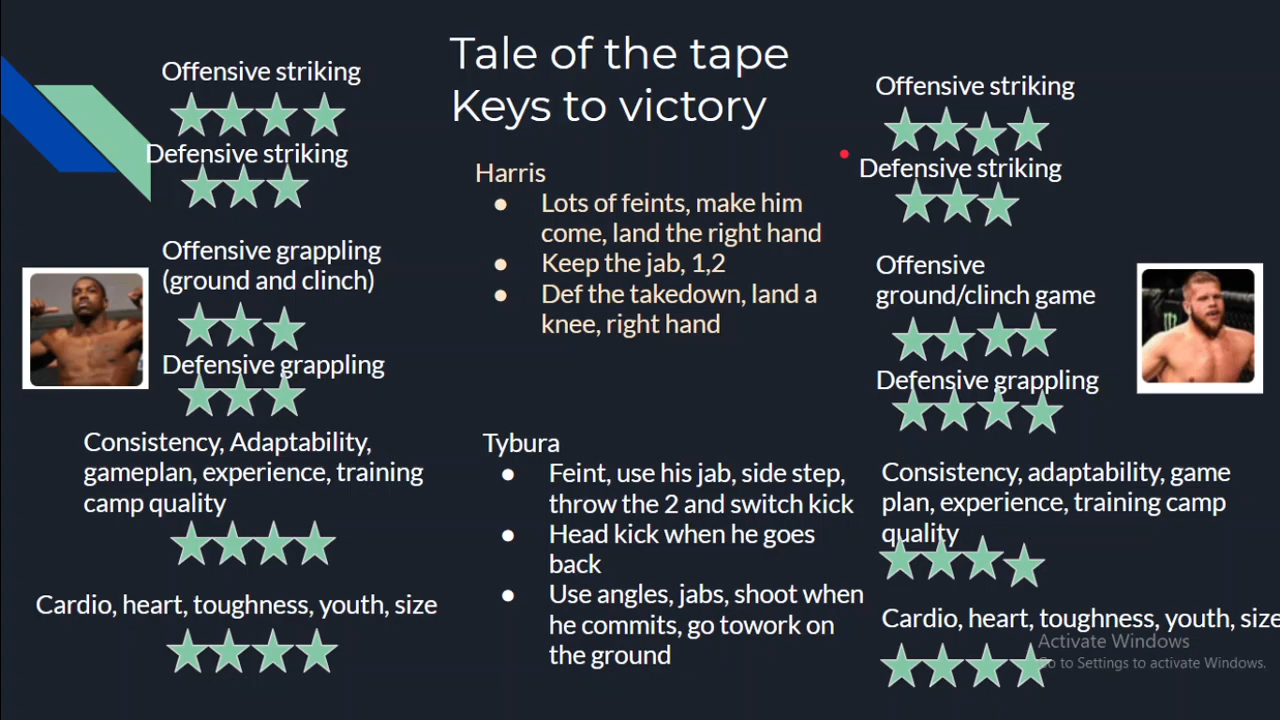 Tale of the tape
Keys to victory
Offensive striking
Defensive striking
Offensive grappling
(ground and clinch)
Defensive grappling
Consistency, Adaptability,
gameplan, experience, training
camp quality
Cardio, heart, toughness, youth, size
Harris
● Lots of feints, make him
come, land the right hand
● Keep the jab, 1,2
● Def the takedown, land a
knee, right hand
Tybura
● Feint, use his jab, side step,
throw the 2 and switch kick
● Head kick when he goes
back
● Use angles, jabs, shoot when
he commits, go towork on
the ground
Offensive striking
Defensive striking
Offensive
ground/clinch game
Defensive grappling
Consistency, adaptability, game
plan, experience, training camp
quality
Cardio, heart, toughness, youth, size
Activate Windows
Go to Settings to activate Windows.